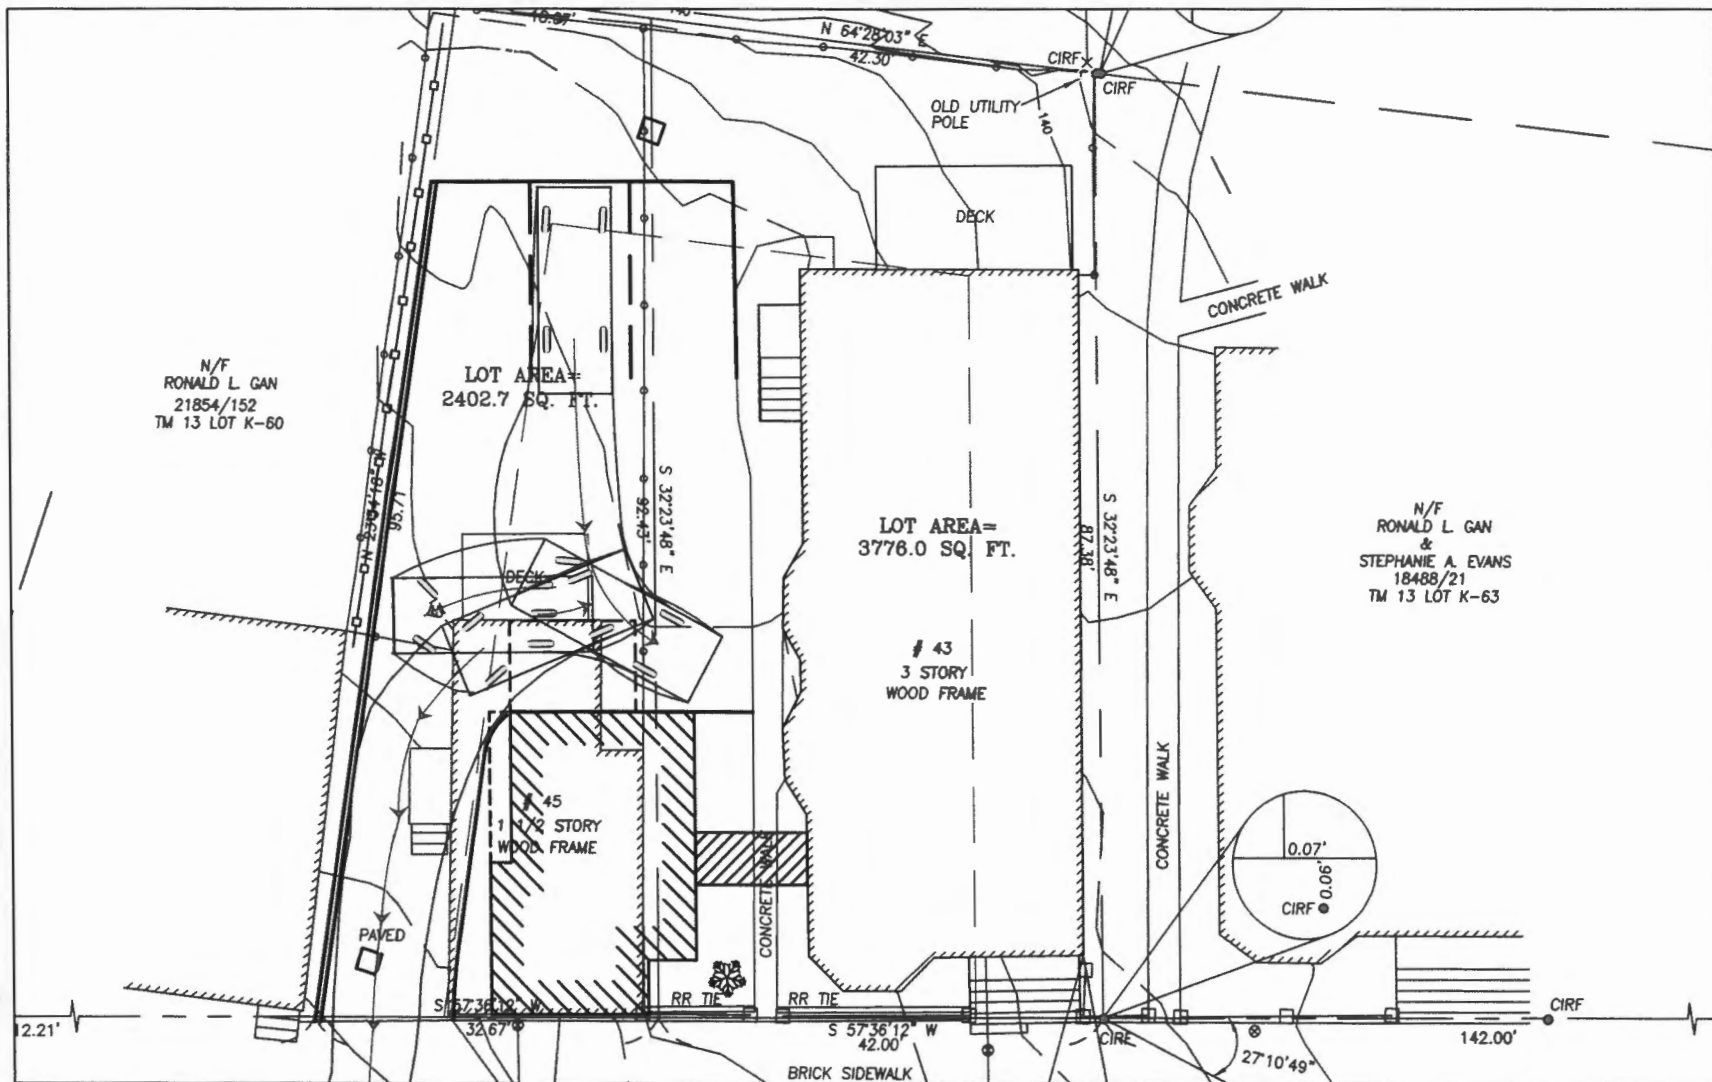 18.87'
140
N 64°28'03" E
42.30'
CIRF
CIRF
OLD UTILITY
POLE
140
DECK
CONCRETE WALK
N/F
RONALD L. GAN
21854/152
TM 13 LOT K-60
LOT AREA=
2402.7 SQ. FT.
95.71
S 32°23'48" E
92.43'
LOT AREA=
3776.0 SQ. FT.
S 32°23'48" E
87.38'
N/F
RONALD L. GAN
&
STEPHANIE A. EVANS
18488/21
TM 13 LOT K-63
DECK
# 43
3 STORY
WOOD FRAME
# 45
1 1/2 STORY
WOOD FRAME
CONCRETE WALK
CONCRETE WALK
0.07'
0.06'
CIRF
PAVED
S 57°36'12" W
32.67'
RR TIE
RR TIE
S 57°36'12" W
42.00'
CIRF
CIRF
12.21'
142.00'
27°10'49"
BRICK SIDEWALK